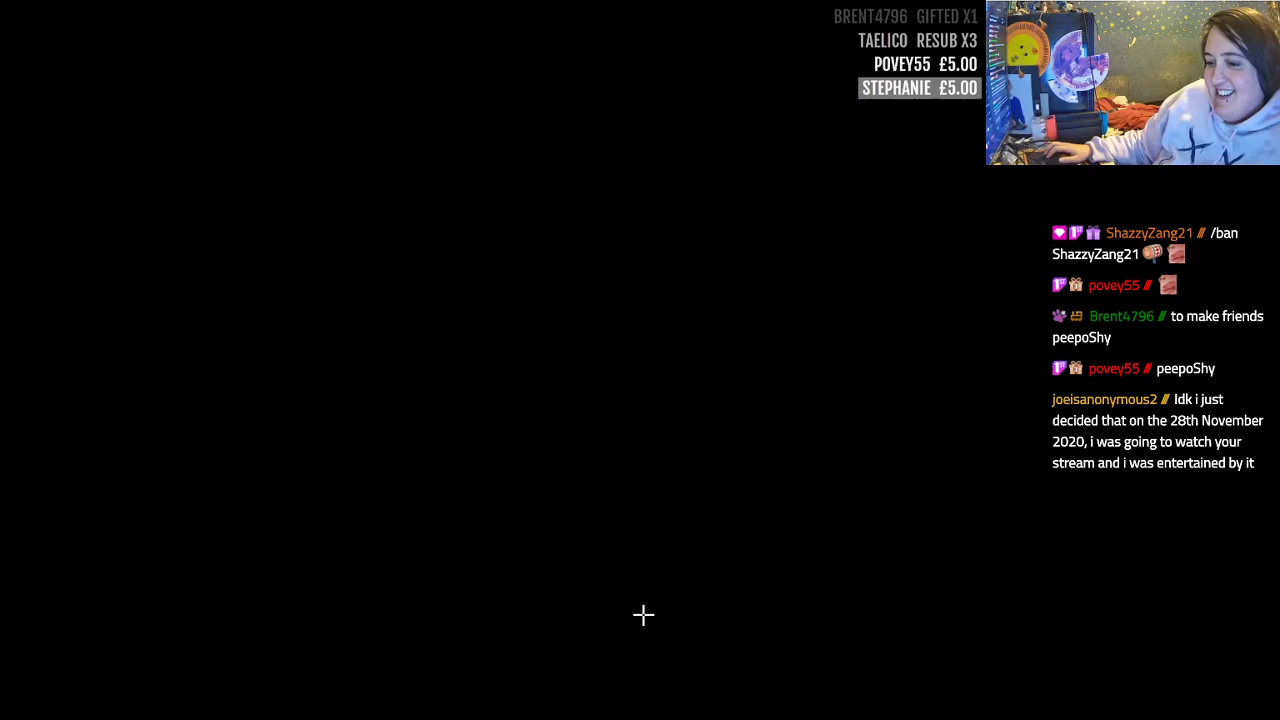 BRENT4796 GIFTED X1
TAELICO RESUB X3
POVEY55 £5.00
STEPHANIE £5.00
ShazzyZang21 /// /ban
ShazzyZang21
povey55 ///
Brent4796 /// to make friends
peepoShy
povey55 /// peepoShy
joeisanonymous2 /// Idk i just
decided that on the 28th November
2020, i was going to watch your
stream and i was entertained by it